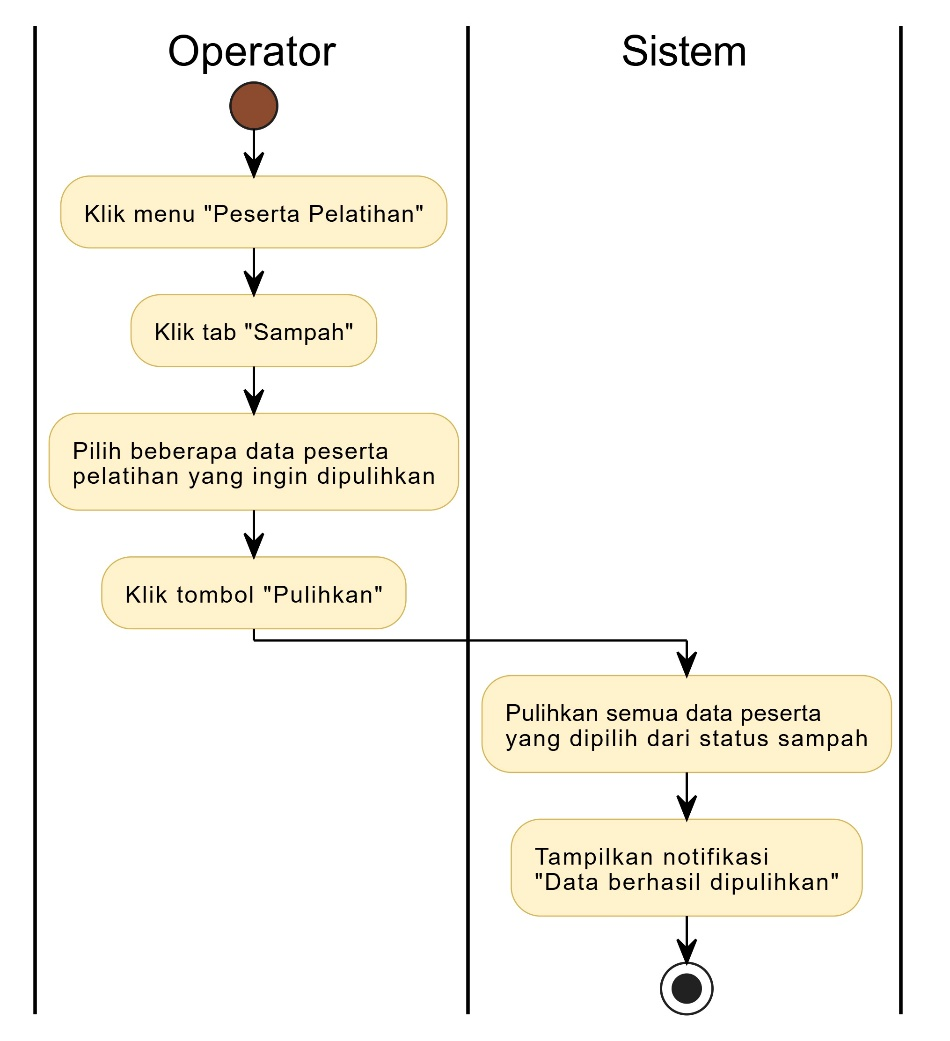 Operator
Sistem
Klik menu "Peserta Pelatihan"
Klik tab "Sampah"
Pilih beberapa data peserta
pelatihan yang ingin dipulihkan
Klik tombol "Pulihkan"
Pulihkan semua data peserta
yang dipilih dari status sampah
Tampilkan notifikasi
"Data berhasil dipulihkan"